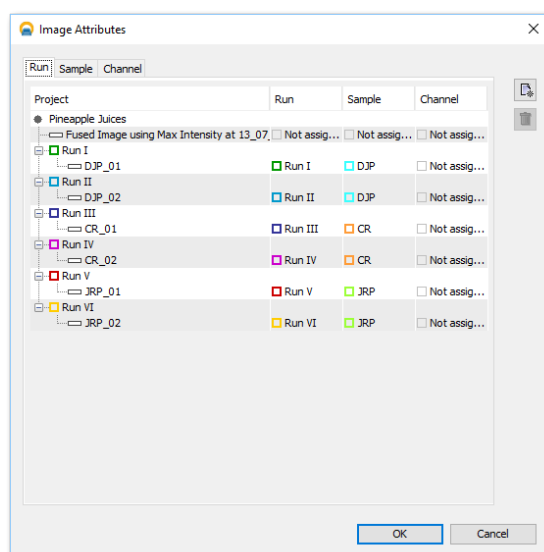 Image Attributes
Run Sample Channel
Project Run Sample Channel
Pineapple Juices
Fused Image using Max Intensity at 13_07_ Not assig... Not assig... Not assig...
Run I
DJP_01 Run I DJP Not assig...
Run II
DJP_02 Run II DJP Not assig...
Run III
CR_01 Run III CR Not assig...
Run IV
CR_02 Run IV CR Not assig...
Run V
JRP_01 Run V JRP Not assig...
Run VI
JRP_02 Run VI JRP Not assig...
OK Cancel